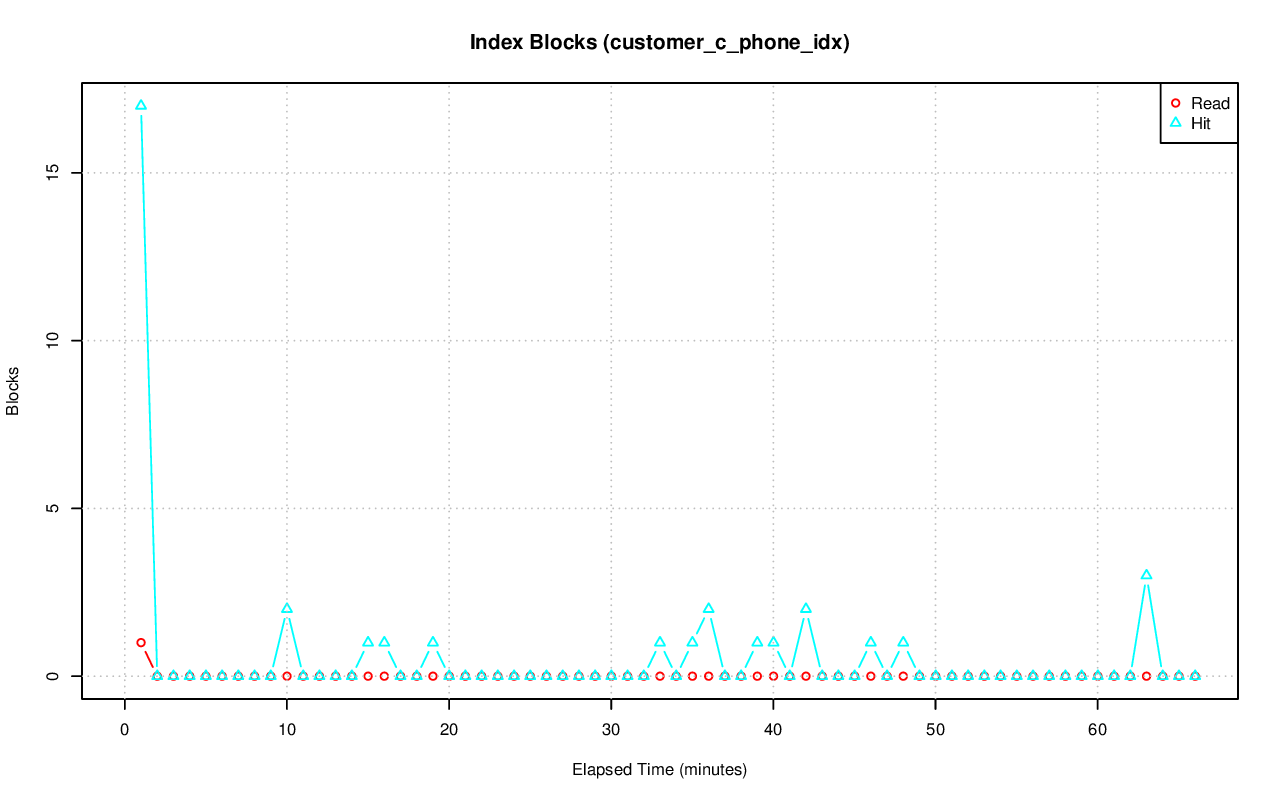 Index Blocks (customer_c_phone_idx)
Read
Hit
15
10
5
0
Blocks
0 10 20 30 40 50 60
Elapsed Time (minutes)